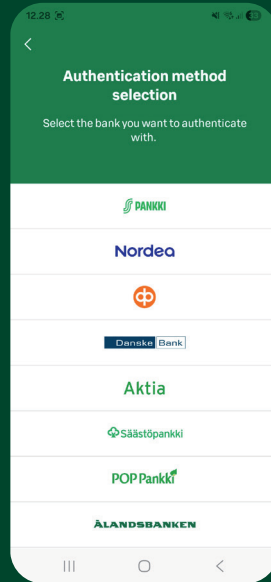 12.28
Authentication method
selection
Select the bank you want to authenticate
with.
S PANKKI
Nordea
OP
Danske Bank
Aktia
Säästöpankki
POP Pankki
ÅLANDSBANKEN